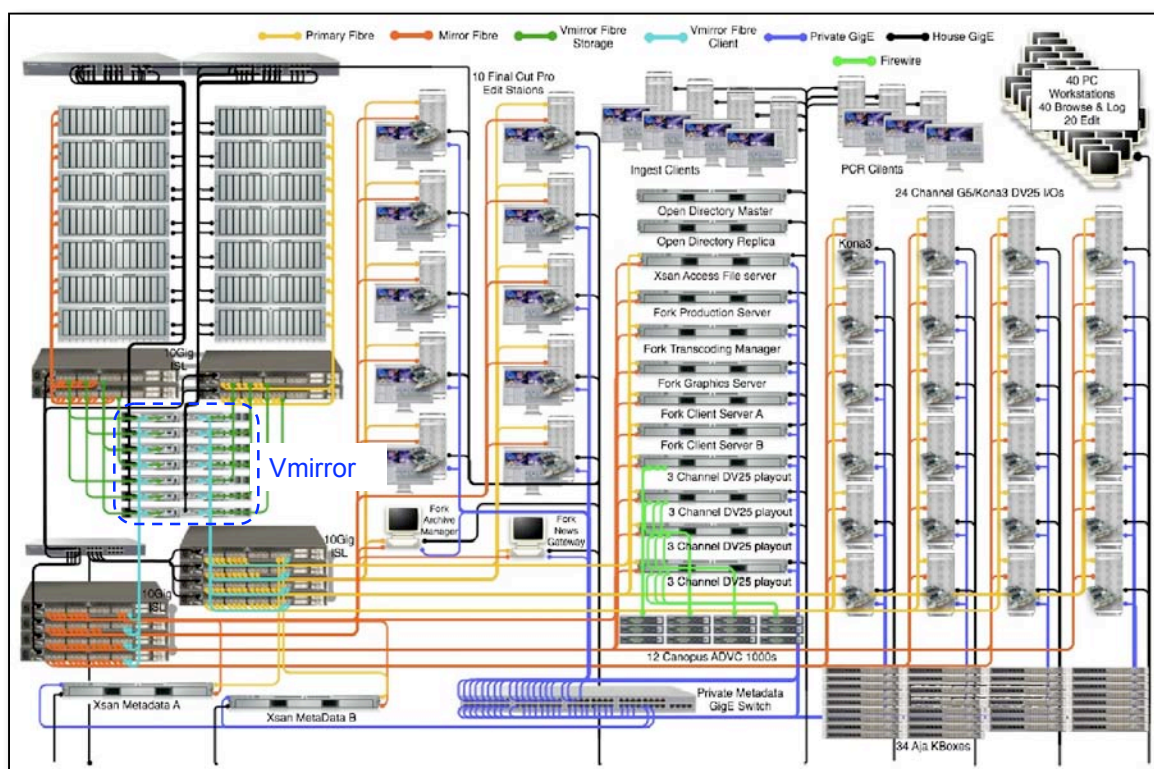 Primary Fibre
Mirror Fibre
Vmirror Fibre
Storage
Vmirror Fibre
Client
Private GigE
House GigE
Firewire
10 Final Cut Pro
Edit Staions
40 PC
Workstations
40 Browse & Log
20 Edit
Ingest Clients
PCR Clients
24 Channel G5/Kona3 DV25 I/Os
Open Directory Master
Open Directory Replica
Kona3
Xsan Access File server
Fork Production Server
Fork Transcoding Manager
Fork Graphics Server
Fork Client Server A
Fork Client Server B
3 Channel DV25 playout
3 Channel DV25 playout
3 Channel DV25 playout
3 Channel DV25 playout
10Gig
ISL
Vmirror
Fork
Archive
Manager
Fork
News
Gateway
10Gig
ISL
10Gig
ISL
12 Canopus ADVC 1000s
Xsan Metadata A
Xsan MetaData B
Private Metadata
GigE Switch
34 Aja KBoxes